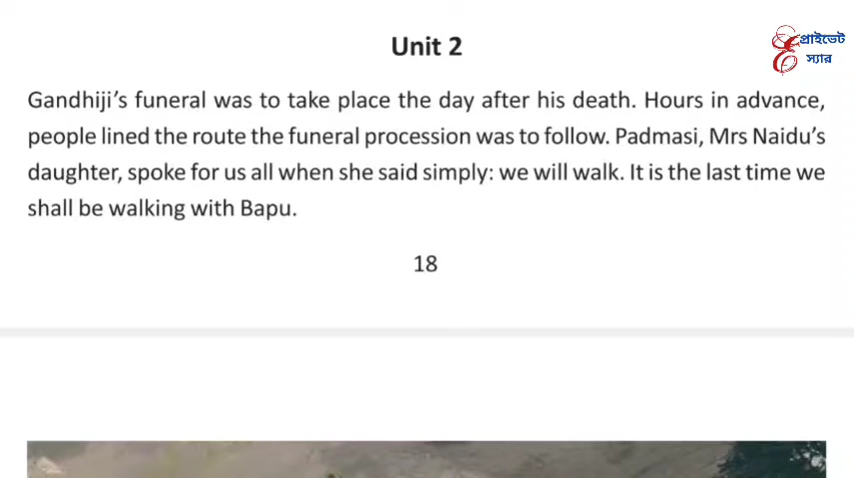 Unit 2
প্রাইভেট
স্যার
Gandhiji’s funeral was to take place the day after his death. Hours in advance,
people lined the route the funeral procession was to follow. Padmasi, Mrs Naidu’s
daughter, spoke for us all when she said simply: we will walk. It is the last time we
shall be walking with Bapu.
18